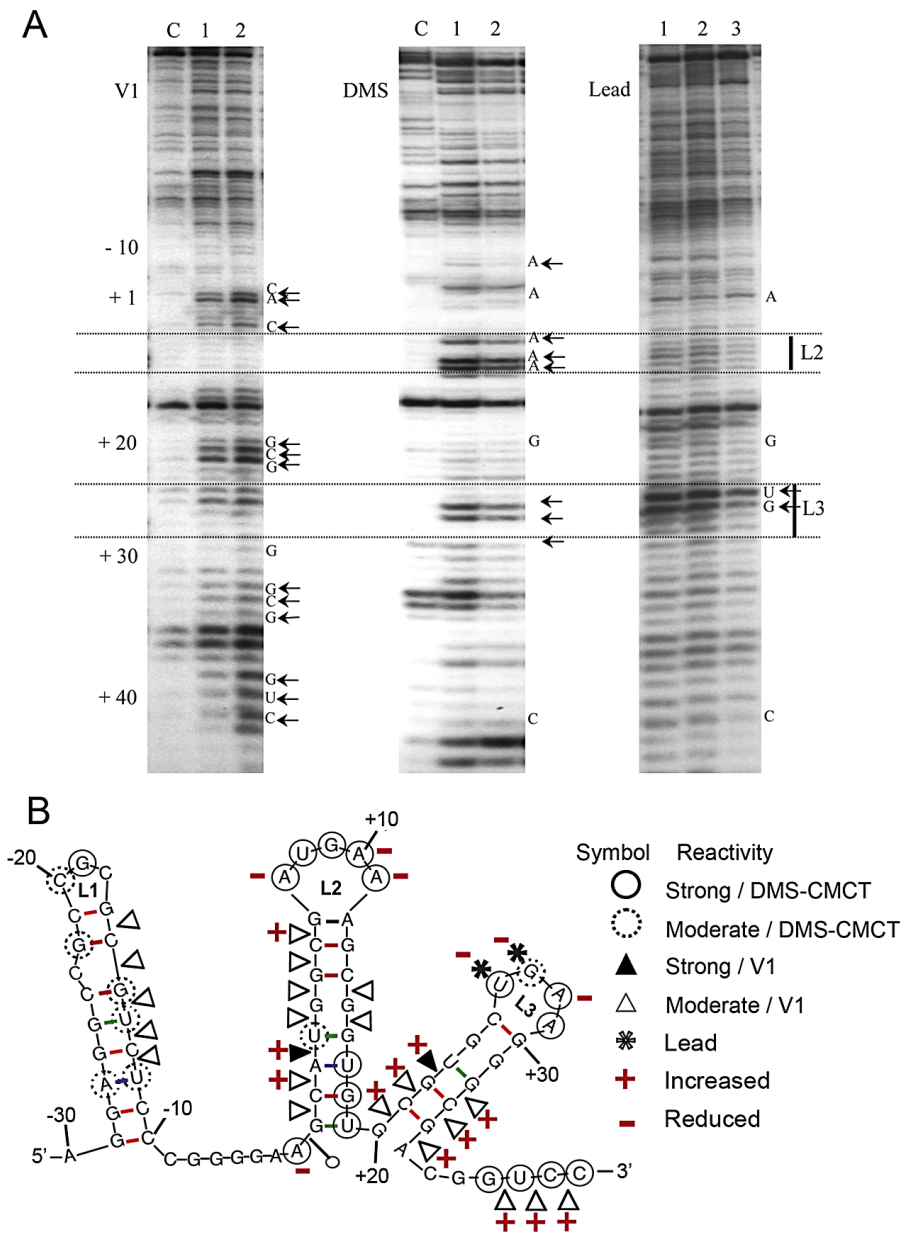 A
C 1 2
C 1 2
1 2 3
V1
DMS
Lead
- 10
+ 1
+ 20
+ 30
+ 40
C
A
C
G
C
G
G
G
C
G
G
U
C
A
A
A
A
A
G
C
A
L2
G
U
G
L3
C
B
-20
L1
-30
-10
5'
+10
L2
A U G A A
L3
+20
+30
3'
Symbol Reactivity
Strong / DMS-CMCT
Moderate / DMS-CMCT
Strong / V1
Moderate / V1
Lead
Increased
Reduced